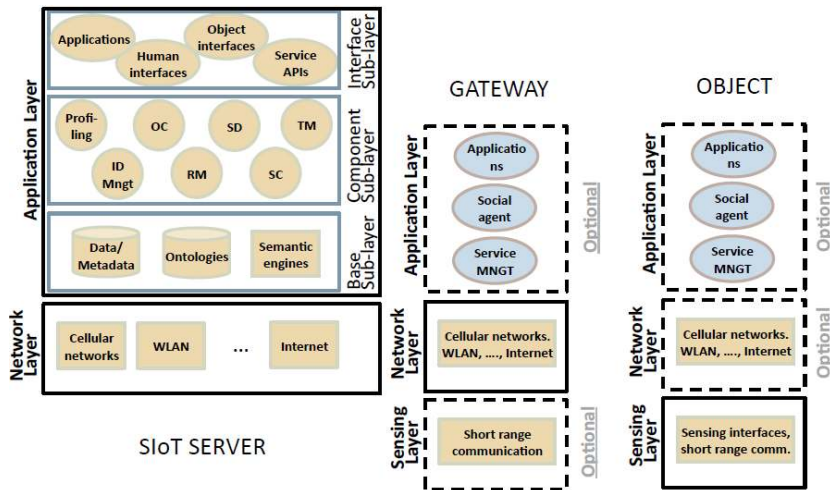 Application Layer
Interface
Sub-layer
Applications
Object
interfaces
Human
interfaces
Service
APIs
Component
Sub-layer
Profi-
ling
OC
SD
TM
ID
Mngt
RM
SC
Base
Sub-layer
Data/
Metadata
Ontologies
Semantic
engines
Network
Layer
Cellular
networks
WLAN
...
Internet
SIoT SERVER
GATEWAY
Application Layer
Applicatio
ns
Social
agent
Service
MNGT
Optional
Network
Layer
Cellular networks.
WLAN, ...., Internet
Sensing
Layer
Short range
communication
Optional
OBJECT
Application Layer
Applicatio
ns
Social
agent
Service
MNGT
Optional
Network
Layer
Cellular networks.
WLAN, ...., Internet
Optional
Sensing
Layer
Sensing interfaces,
short range comm.